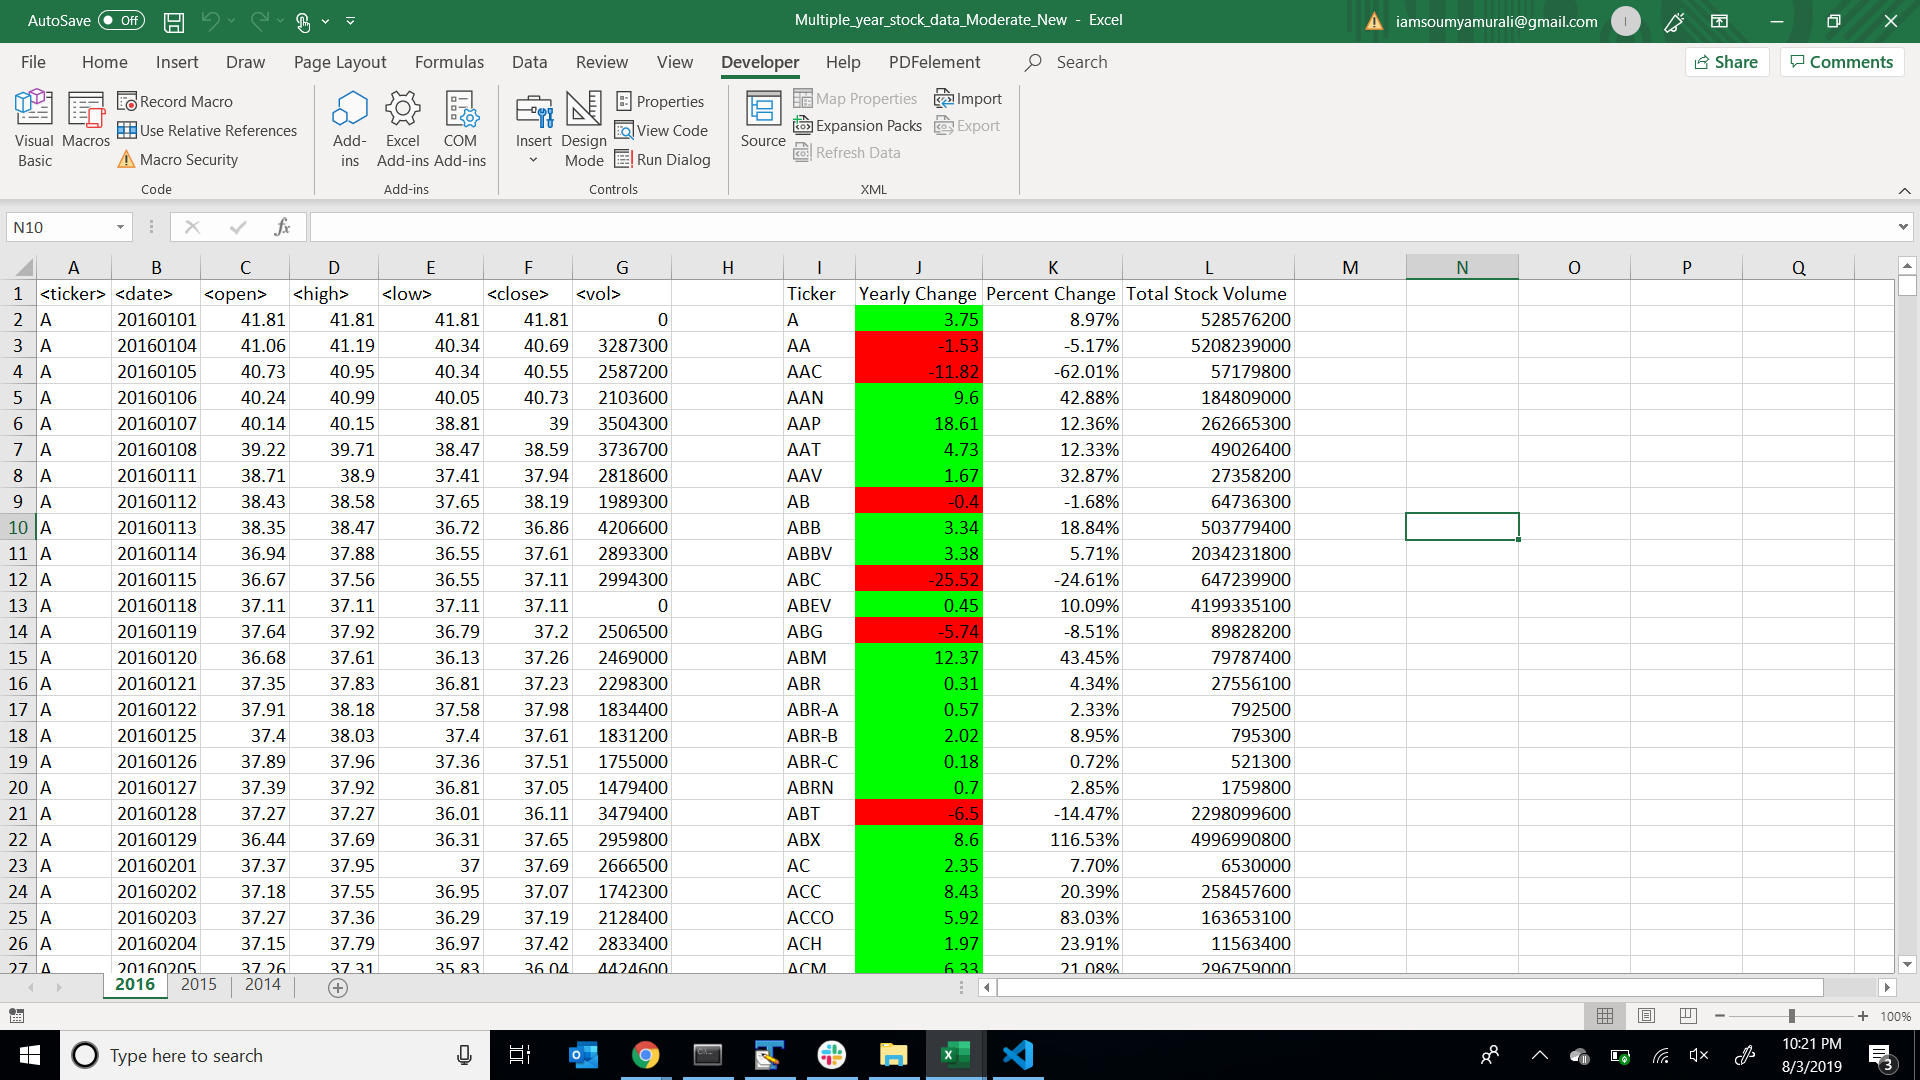 AutoSave Off Multiple_year_stock_data_Moderate_New - Excel iamsoumyamurali@gmail.com I
File Home Insert Draw Page Layout Formulas Data Review View Developer Help PDFelement Search Share Comments
Visual Basic Macros Record Macro Use Relative References Macro Security Code
Add-ins Excel Add-ins COM Add-ins Add-ins
Insert Design Mode Properties View Code Run Dialog Controls
Source Map Properties Expansion Packs Refresh Data Import Export XML
N10 fx
A B C D E F G H I J K L M N O P Q
1 <ticker> <date> <open> <high> <low> <close> <vol> Ticker Yearly Change Percent Change Total Stock Volume
2 A 20160101 41.81 41.81 41.81 41.81 0 A 3.75 8.97% 528576200
3 A 20160104 41.06 41.19 40.34 40.69 3287300 AA -1.53 -5.17% 5208239000
4 A 20160105 40.73 40.95 40.34 40.55 2587200 AAC -11.82 -62.01% 57179800
5 A 20160106 40.24 40.99 40.05 40.73 2103600 AAN 9.6 42.88% 184809000
6 A 20160107 40.14 40.15 38.81 39 3504300 AAP 18.61 12.36% 262665300
7 A 20160108 39.22 39.71 38.47 38.59 3736700 AAT 4.73 12.33% 49026400
8 A 20160111 38.71 38.9 37.41 37.94 2818600 AAV 1.67 32.87% 27358200
9 A 20160112 38.43 38.58 37.65 38.19 1989300 AB -0.4 -1.68% 64736300
10 A 20160113 38.35 38.47 36.72 36.86 4206600 ABB 3.34 18.84% 503779400
11 A 20160114 36.94 37.88 36.55 37.61 2893300 ABBV 3.38 5.71% 2034231800
12 A 20160115 36.67 37.56 36.55 37.11 2994300 ABC -25.52 -24.61% 647239900
13 A 20160118 37.11 37.11 37.11 37.11 0 ABEV 0.45 10.09% 4199335100
14 A 20160119 37.64 37.92 36.79 37.2 2506500 ABG -5.74 -8.51% 89828200
15 A 20160120 36.68 37.61 36.13 37.26 2469000 ABM 12.37 43.45% 79787400
16 A 20160121 37.35 37.83 36.81 37.23 2298300 ABR 0.31 4.34% 27556100
17 A 20160122 37.91 38.18 37.58 37.98 1834400 ABR-A 0.57 2.33% 792500
18 A 20160125 37.4 38.03 37.4 37.61 1831200 ABR-B 2.02 8.95% 795300
19 A 20160126 37.89 37.96 37.36 37.51 1755000 ABR-C 0.18 0.72% 521300
20 A 20160127 37.39 37.92 36.81 37.05 1479400 ABRN 0.7 2.85% 1759800
21 A 20160128 37.27 37.27 36.01 36.11 3479400 ABT -6.5 -14.47% 2298099600
22 A 20160129 36.44 37.69 36.31 37.65 2959800 ABX 8.6 116.53% 4996990800
23 A 20160201 37.37 37.95 37 37.69 2666500 AC 2.35 7.70% 6530000
24 A 20160202 37.18 37.55 36.95 37.07 1742300 ACC 8.43 20.39% 258457600
25 A 20160203 37.27 37.36 36.29 37.19 2128400 ACCO 5.92 83.03% 163653100
26 A 20160204 37.15 37.79 36.97 37.42 2833400 ACH 1.97 23.91% 11563400
27 A 20160205 37.26 37.31 35.83 36.04 4424600 ACM 6.33 21.08% 296759000
2016 2015 2014
100%
Type here to search 10:21 PM
8/3/2019 3